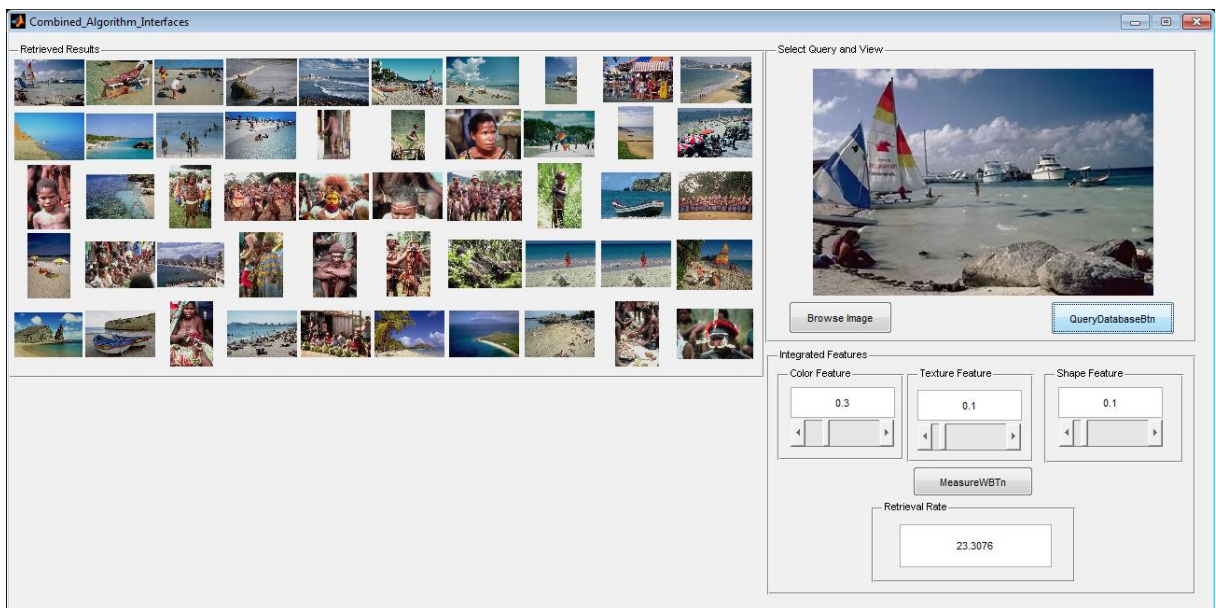 Combined_Algorithm_Interfaces
Retrieved Results
Select Query and View
Browse Image
QueryDatabaseBtn
Integrated Features
Color Feature
Texture Feature
Shape Feature
0.3
0.1
0.1
MeasureWBTn
Retrieval Rate
23.3076